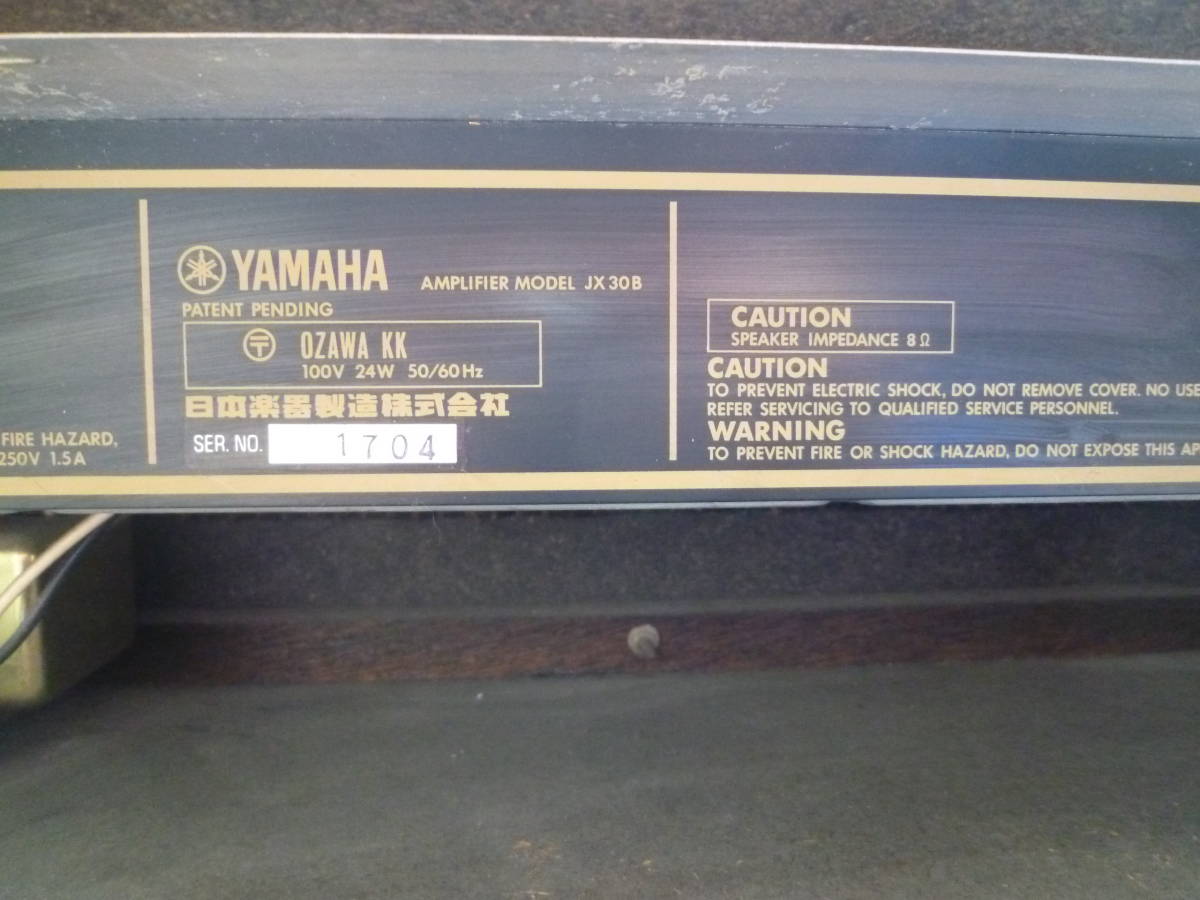 FIRE HAZARD,
250V 1.5A
YAMAHA AMPLIFIER MODEL JX30B
PATENT PENDING
〒 OZAWA KK
100V 24W 50/60Hz
日本楽器製造株式会社
SER. NO. 1704
CAUTION
SPEAKER IMPEDANCE 8Ω
CAUTION
TO PREVENT ELECTRIC SHOCK, DO NOT REMOVE COVER. NO USE
REFER SERVICING TO QUALIFIED SERVICE PERSONNEL.
WARNING
TO PREVENT FIRE OR SHOCK HAZARD, DO NOT EXPOSE THIS AP